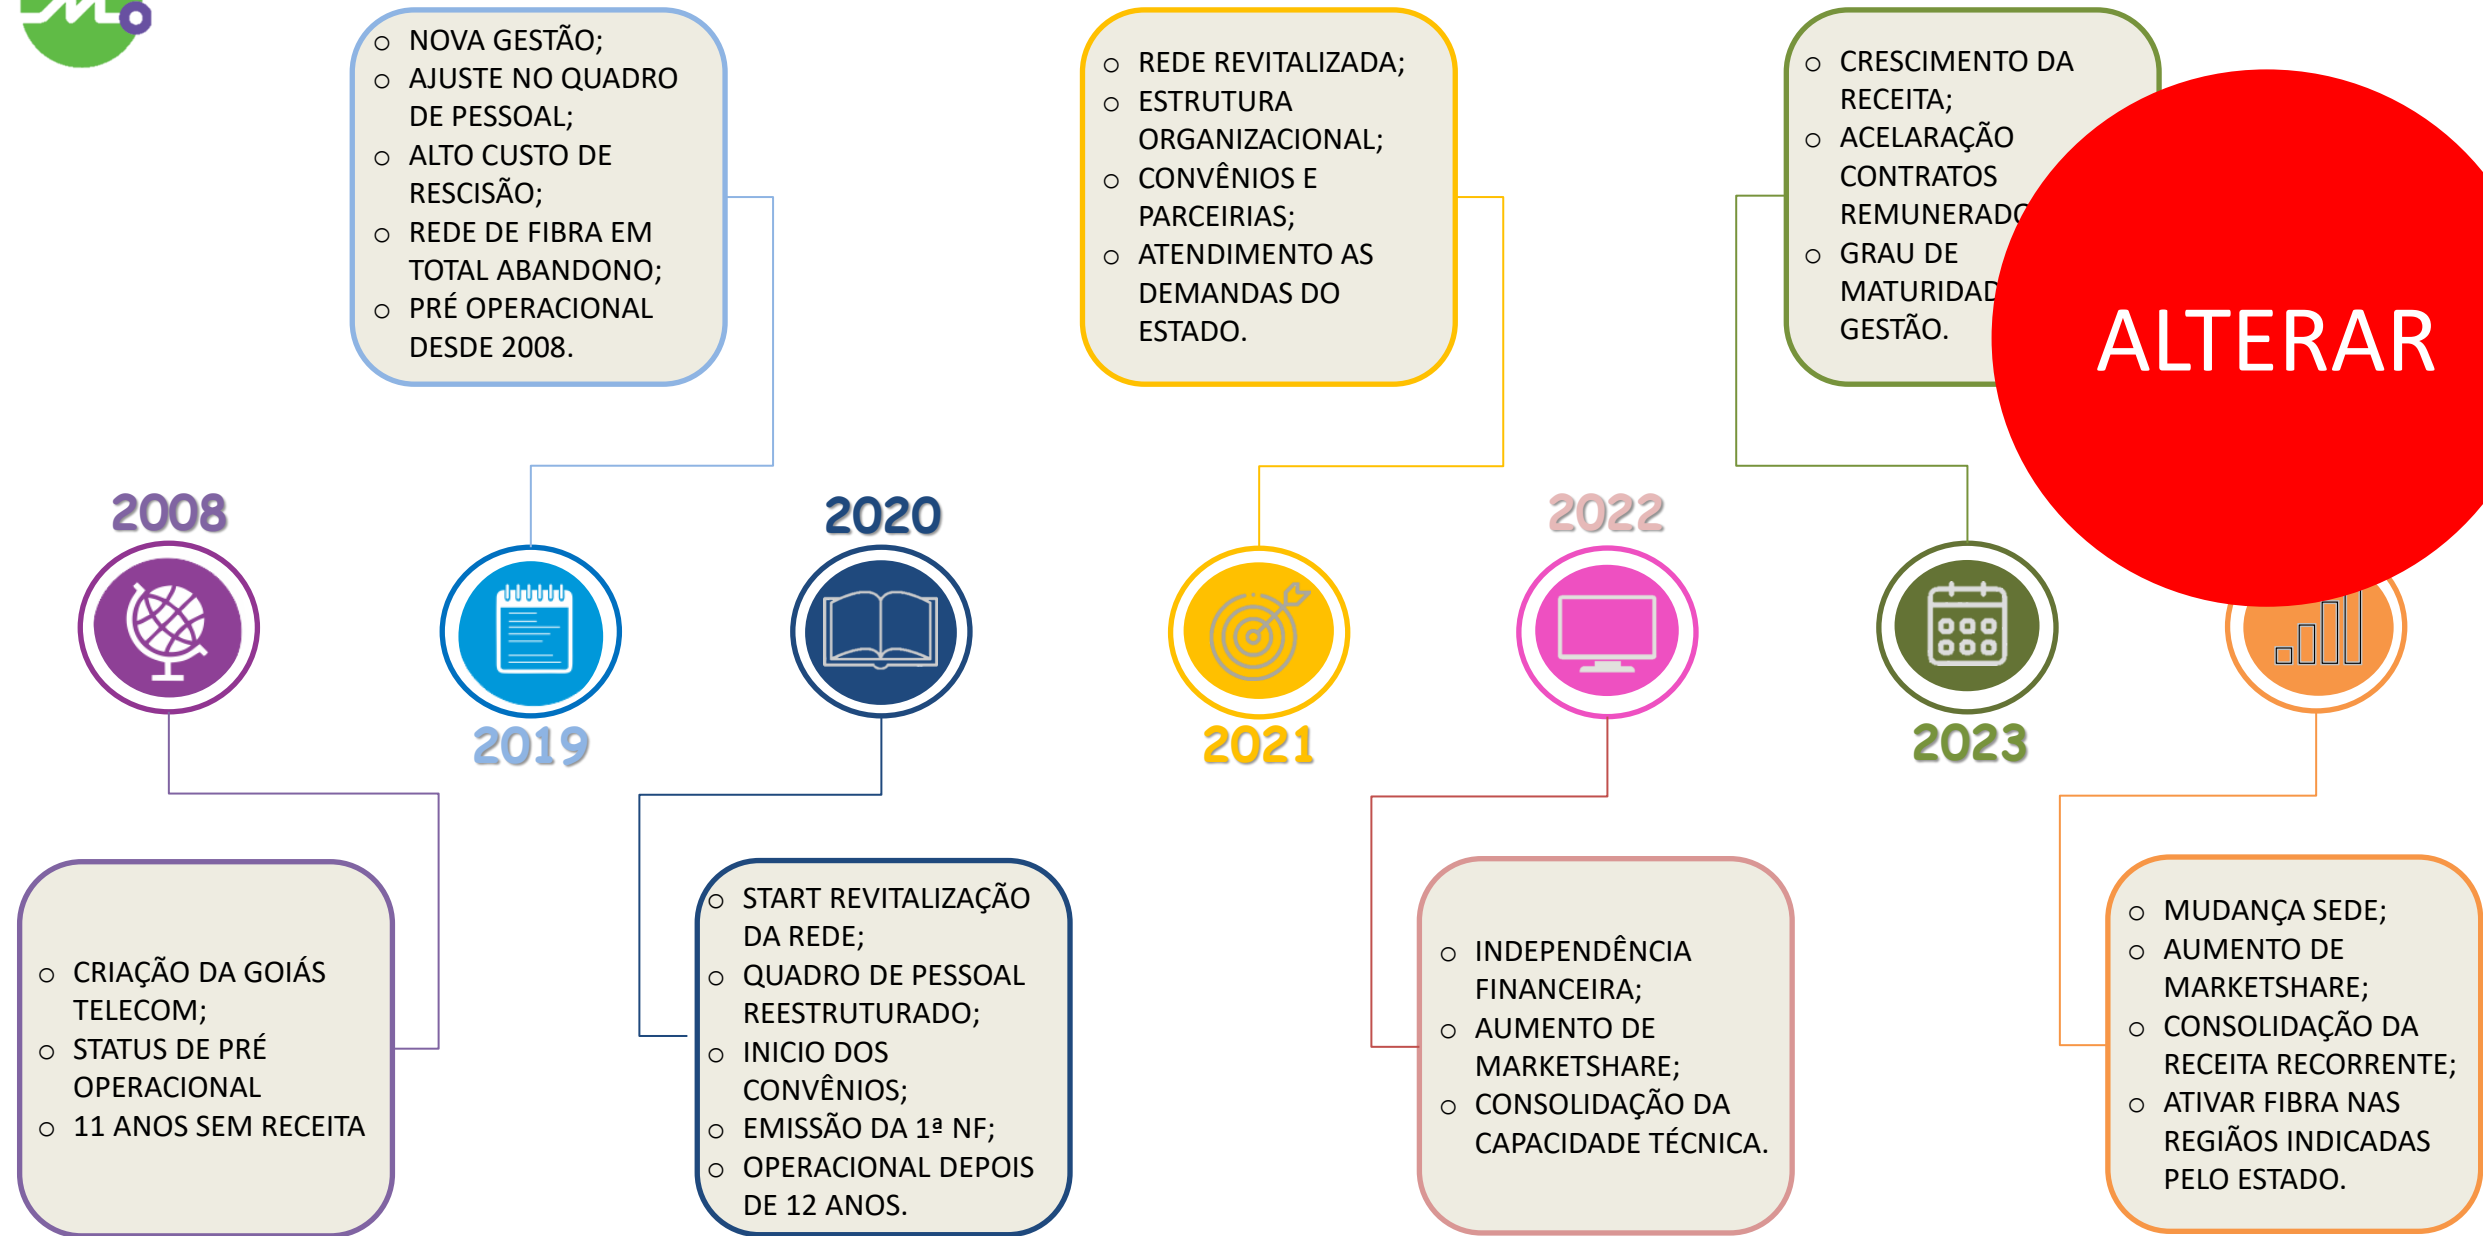 NOVA GESTÃO;
AJUSTE NO QUADRO
DE PESSOAL;
ALTO CUSTO DE
RESCISÃO;
REDE DE FIBRA EM
TOTAL ABANDONO;
PRÉ OPERACIONAL
DESDE 2008.
REDE REVITALIZADA;
ESTRUTURA
ORGANIZACIONAL;
CONVÊNIOS E
PARCEIRIAS;
ATENDIMENTO AS
DEMANDAS DO
ESTADO.
CRESCIMENTO DA
RECEITA;
ACELARAÇÃO
CONTRATOS
GRAU DE
GESTÃO.
ALTERAR
2008
2019
2020
2021
2022
2023
CRIAÇÃO DA GOIÁS
TELECOM;
STATUS DE PRÉ
OPERACIONAL
11 ANOS SEM RECEITA
START REVITALIZAÇÃO
DA REDE;
QUADRO DE PESSOAL
REESTRUTURADO;
INICIO DOS
CONVÊNIOS;
EMISSÃO DA 1ª NF;
OPERACIONAL DEPOIS
DE 12 ANOS.
INDEPENDÊNCIA
FINANCEIRA;
AUMENTO DE
MARKETSHARE;
CONSOLIDAÇÃO DA
CAPACIDADE TÉCNICA.
MUDANÇA SEDE;
AUMENTO DE
MARKETSHARE;
CONSOLIDAÇÃO DA
RECEITA RECORRENTE;
ATIVAR FIBRA NAS
REGIÃOS INDICADAS
PELO ESTADO.